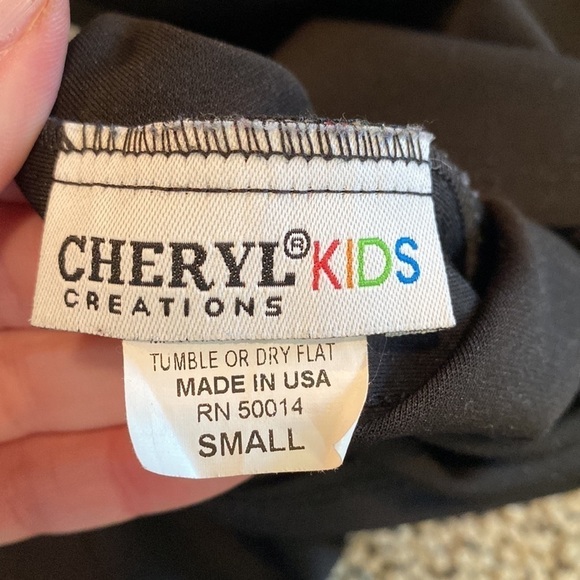 CHERYL® KIDS
CREATIONS
TUMBLE OR DRY FLAT
MADE IN USA
RN 50014
SMALL